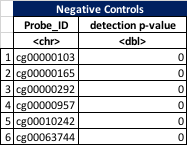 Negative Controls
Probe_ID detection p-value
<chr> <dbl>
1 cg00000103 0
2 cg00000165 0
3 cg00000292 0
4 cg00000957 0
5 cg00010242 0
6 cg00063744 0